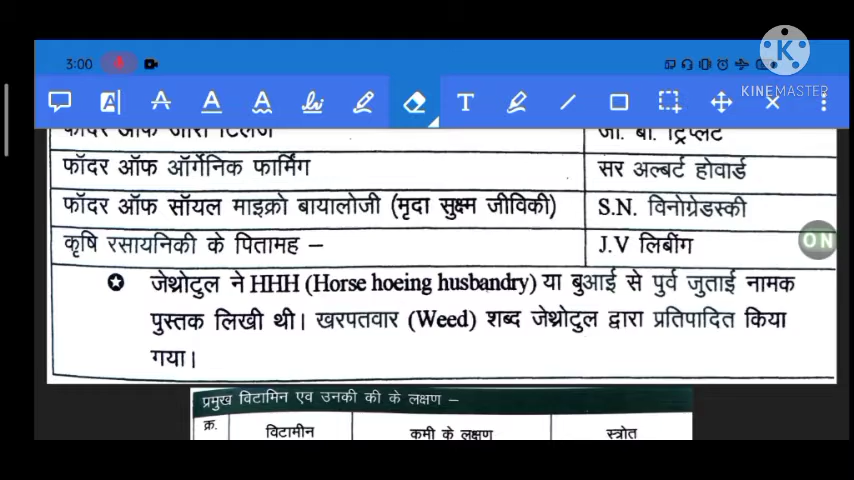 3:00
KINEMASTER
T
फॉदर ऑफ ऑर्गेनिक फार्मिंग सर अल्बर्ट होवार्ड
फॉदर ऑफ सॉयल माइक्रो बायालोजी (मृदा सुक्ष्म जीविकी) S.N. विनोग्रेडस्की
ON
कृषि रसायनिकी के पितामह – J.V लिबींग
जेथ्रोटुल ने HHH (Horse hoeing husbandry) या बुआई से पुर्व जुताई नामक
पुस्तक लिखी थी। खरपतवार (Weed) शब्द जेथ्रोटुल द्वारा प्रतिपादित किया
गया।
प्रमुख विटामिन एव उनकी की के लक्षण –
क्र. विटामीन कमी के लक्षण स्त्रोत